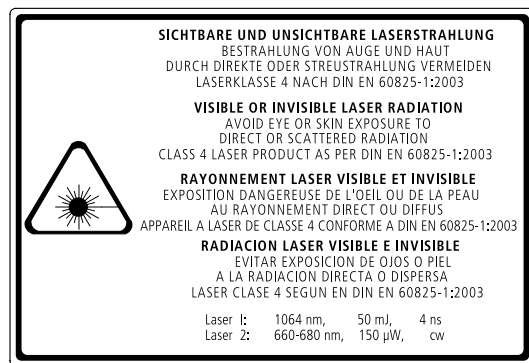 SICHTBARE UND UNSICHTBARE LASERSTRAHLUNG
BESTRAHLUNG VON AUGE UND HAUT
DURCH DIREKTE ODER STREUSTRAHLUNG VERMEIDEN
LASERKLASSE 4 NACH DIN EN 60825-1:2003
VISIBLE OR INVISIBLE LASER RADIATION
AVOID EYE OR SKIN EXPOSURE TO
DIRECT OR SCATTERED RADIATION
CLASS 4 LASER PRODUCT AS PER DIN EN 60825-1:2003
RAYONNEMENT LASER VISIBLE ET INVISIBLE
EXPOSITION DANGEREUSE DE L'OEIL OU DE LA PEAU
AU RAYONNEMENT DIRECT OU DIFFUS
APPAREIL A LASER DE CLASSE 4 CONFORME A DIN EN 60825-1:2003
RADIACION LASER VISIBLE E INVISIBLE
EVITAR EXPOSICION DE OJOS O PIEL
A LA RADIACION DIRECTA O DISPERSA
LASER CLASE 4 SEGUN EN DIN EN 60825-1:2003
Laser 1: 1064 nm, 50 mJ, 4 ns
Laser 2: 660-680 nm, 150 µW, cw